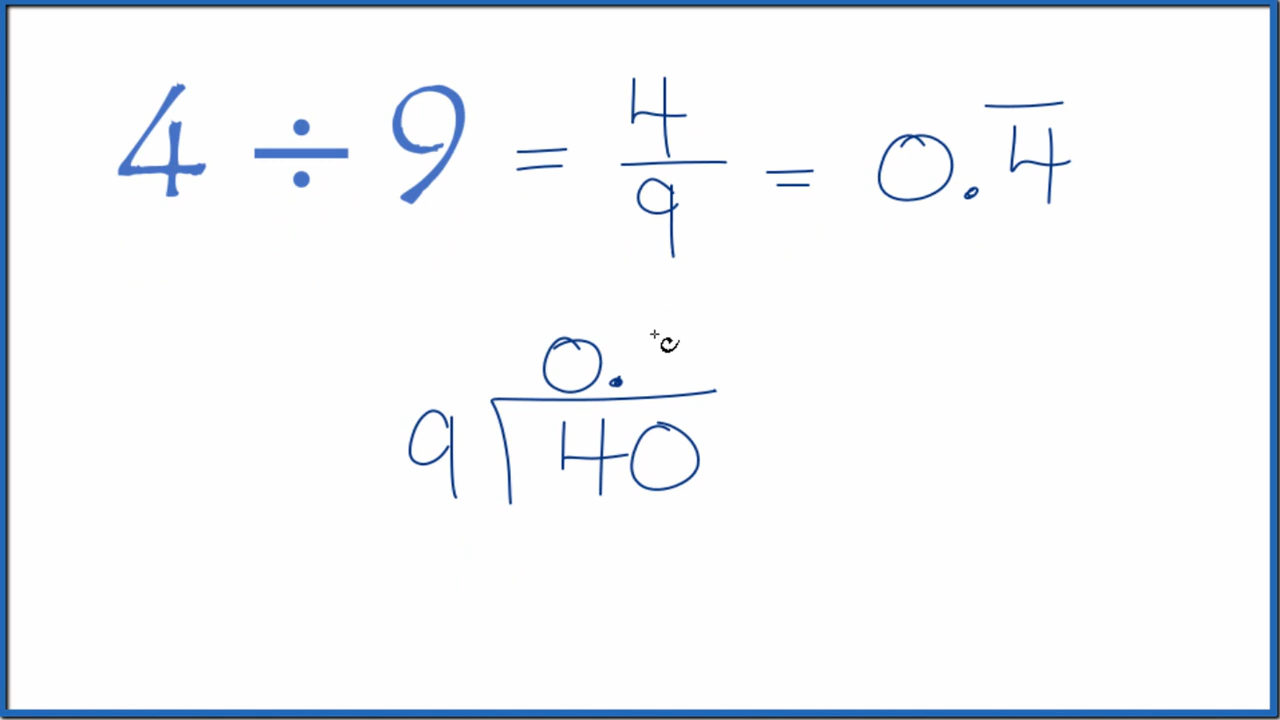 4 ÷ 9 = 4/9 = 0.4̅
0.
9 40